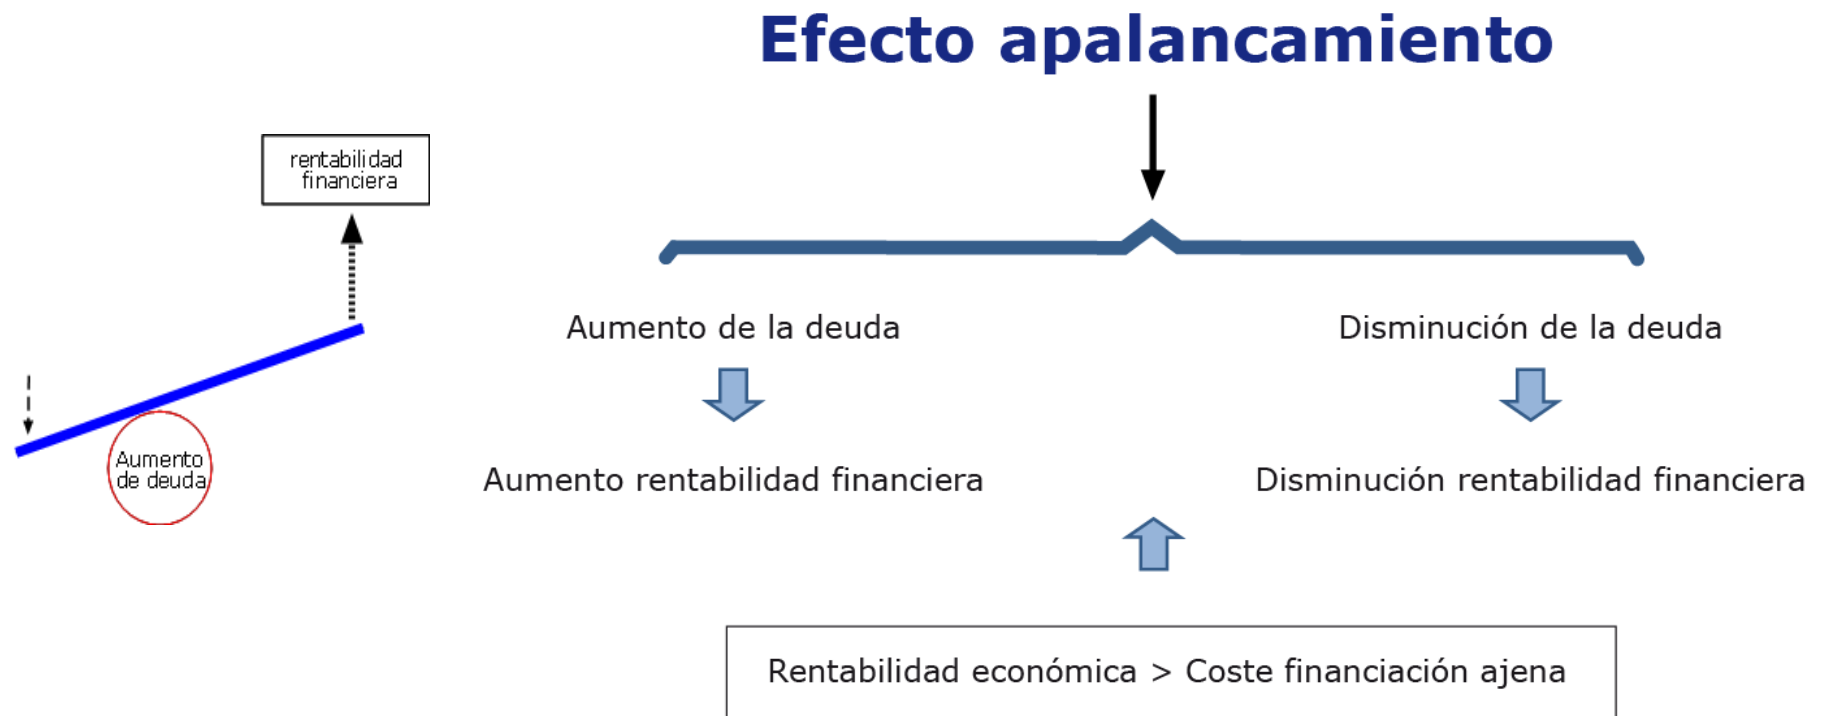 Efecto apalancamiento
rentabilidad
financiera
Aumento
de deuda
Aumento de la deuda
Disminución de la deuda
Aumento rentabilidad financiera
Disminución rentabilidad financiera
Rentabilidad económica > Coste financiación ajena